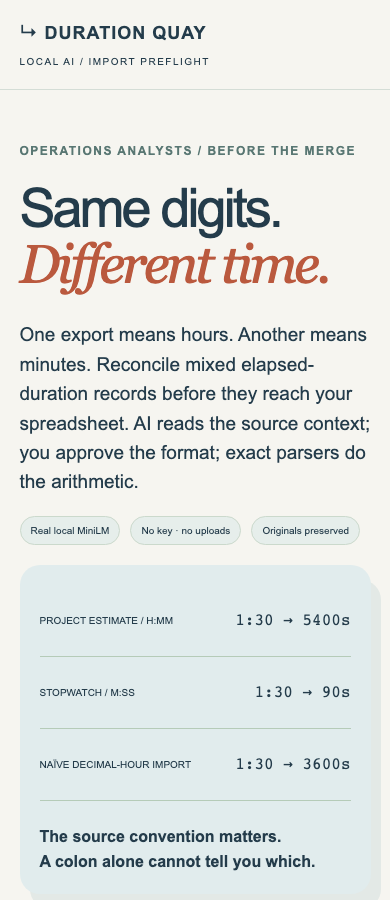 ↳ DURATION QUAY
LOCAL AI / IMPORT PREFLIGHT
OPERATIONS ANALYSTS / BEFORE THE MERGE
Same digits.
Different time.
One export means hours. Another means
minutes. Reconcile mixed elapsed-
duration records before they reach your
spreadsheet. AI reads the source context;
you approve the format; exact parsers do
the arithmetic.
Real local MiniLM No key · no uploads Originals preserved
PROJECT ESTIMATE / H:MM 1:30 → 5400s
STOPWATCH / M:SS 1:30 → 90s
NAÏVE DECIMAL-HOUR IMPORT 1:30 → 3600s
The source convention matters.
A colon alone cannot tell you which.